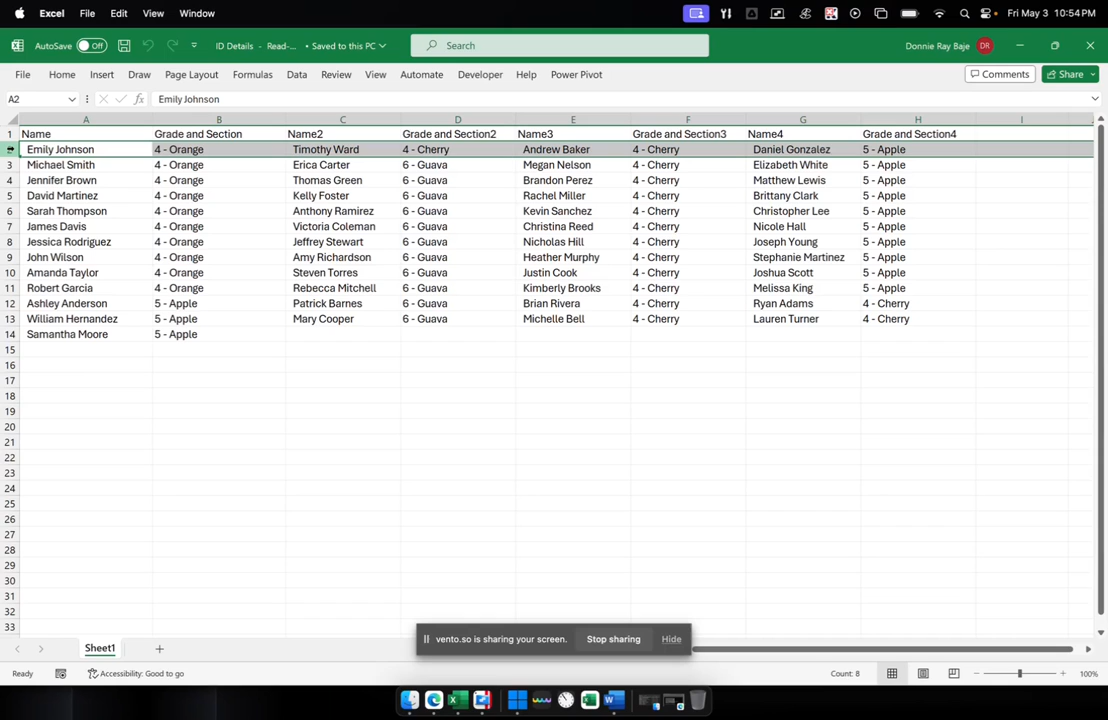 Excel File Edit View Window Fri May 3 10:54 PM
AutoSave Off ID Details - Read-... • Saved to this PC Search Donnie Ray Baje DR
File Home Insert Draw Page Layout Formulas Data Review View Automate Developer Help Power Pivot Comments Share
A2 fx Emily Johnson
A B C D E F G H I
1 Name Grade and Section Name2 Grade and Section2 Name3 Grade and Section3 Name4 Grade and Section4
Emily Johnson 4 - Orange Timothy Ward 4 - Cherry Andrew Baker 4 - Cherry Daniel Gonzalez 5 - Apple
3 Michael Smith 4 - Orange Erica Carter 6 - Guava Megan Nelson 4 - Cherry Elizabeth White 5 - Apple
4 Jennifer Brown 4 - Orange Thomas Green 6 - Guava Brandon Perez 4 - Cherry Matthew Lewis 5 - Apple
5 David Martinez 4 - Orange Kelly Foster 6 - Guava Rachel Miller 4 - Cherry Brittany Clark 5 - Apple
6 Sarah Thompson 4 - Orange Anthony Ramirez 6 - Guava Kevin Sanchez 4 - Cherry Christopher Lee 5 - Apple
7 James Davis 4 - Orange Victoria Coleman 6 - Guava Christina Reed 4 - Cherry Nicole Hall 5 - Apple
8 Jessica Rodriguez 4 - Orange Jeffrey Stewart 6 - Guava Nicholas Hill 4 - Cherry Joseph Young 5 - Apple
9 John Wilson 4 - Orange Amy Richardson 6 - Guava Heather Murphy 4 - Cherry Stephanie Martinez 5 - Apple
10 Amanda Taylor 4 - Orange Steven Torres 6 - Guava Justin Cook 4 - Cherry Joshua Scott 5 - Apple
11 Robert Garcia 4 - Orange Rebecca Mitchell 6 - Guava Kimberly Brooks 4 - Cherry Melissa King 5 - Apple
12 Ashley Anderson 5 - Apple Patrick Barnes 6 - Guava Brian Rivera 4 - Cherry Ryan Adams 4 - Cherry
13 William Hernandez 5 - Apple Mary Cooper 6 - Guava Michelle Bell 4 - Cherry Lauren Turner 4 - Cherry
14 Samantha Moore 5 - Apple
15
16
17
18
19
20
21
22
23
24
25
26
27
28
29
30
31
32
33
vento.so is sharing your screen. Stop sharing Hide
Sheet1
Ready Accessibility: Good to go Count: 8 100%